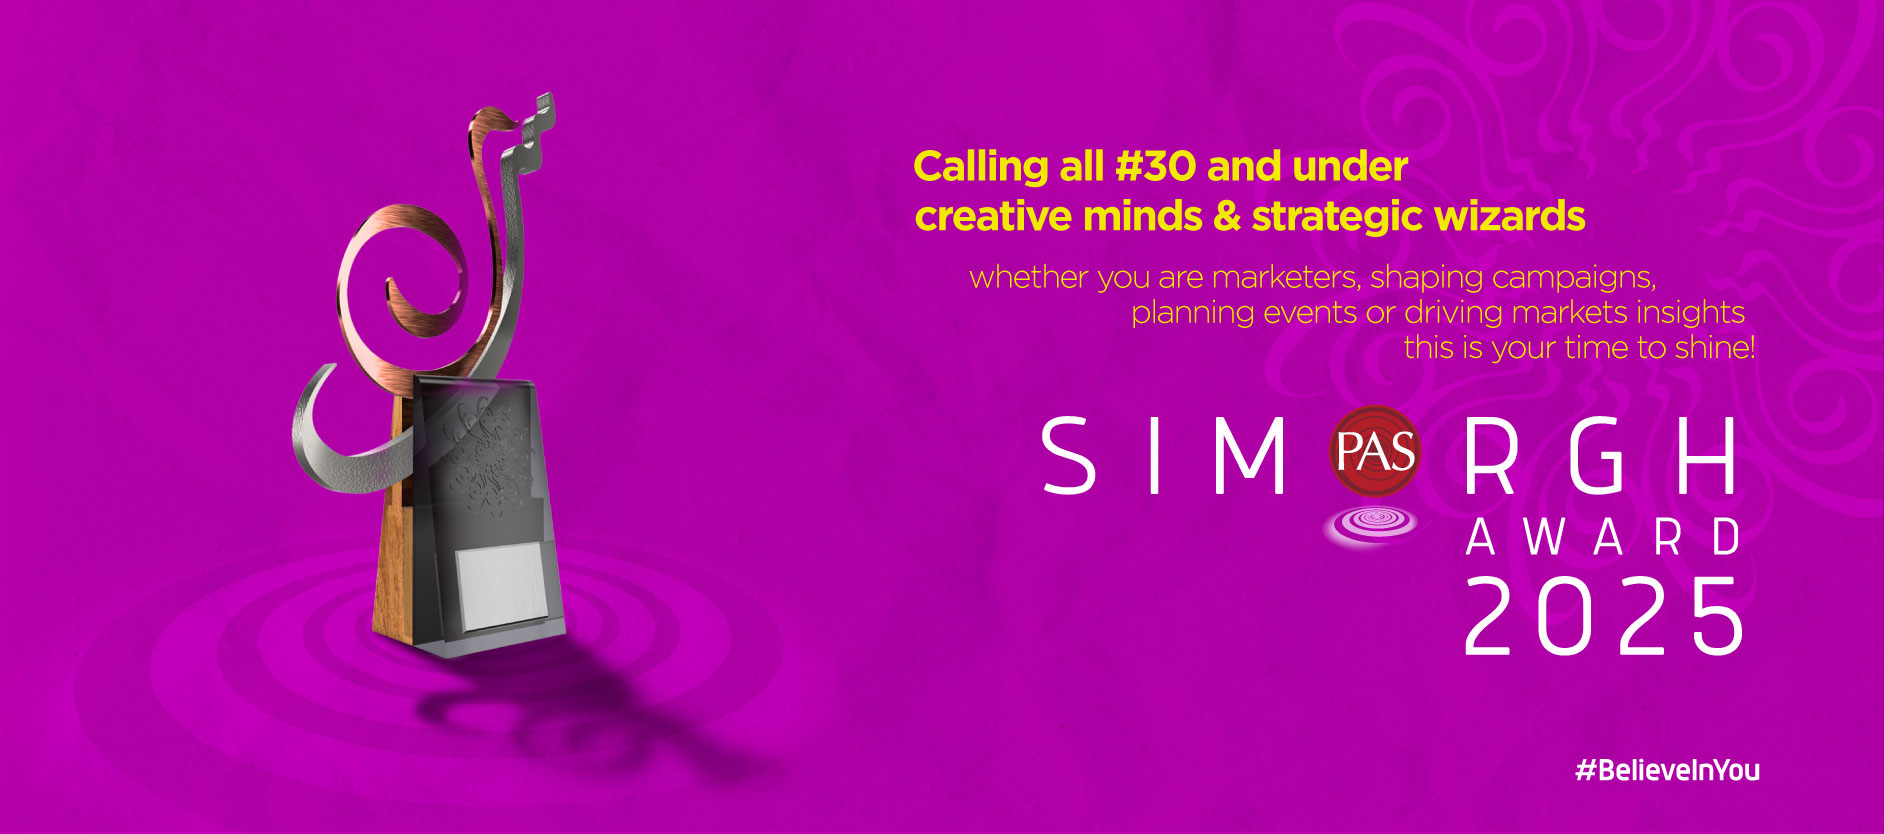 Calling all #30 and under
creative minds & strategic wizards
whether you are marketers, shaping campaigns,
planning events or driving markets insights
this is your time to shine!
SIM PAS RGH
AWARD
2025
#BelieveInYou